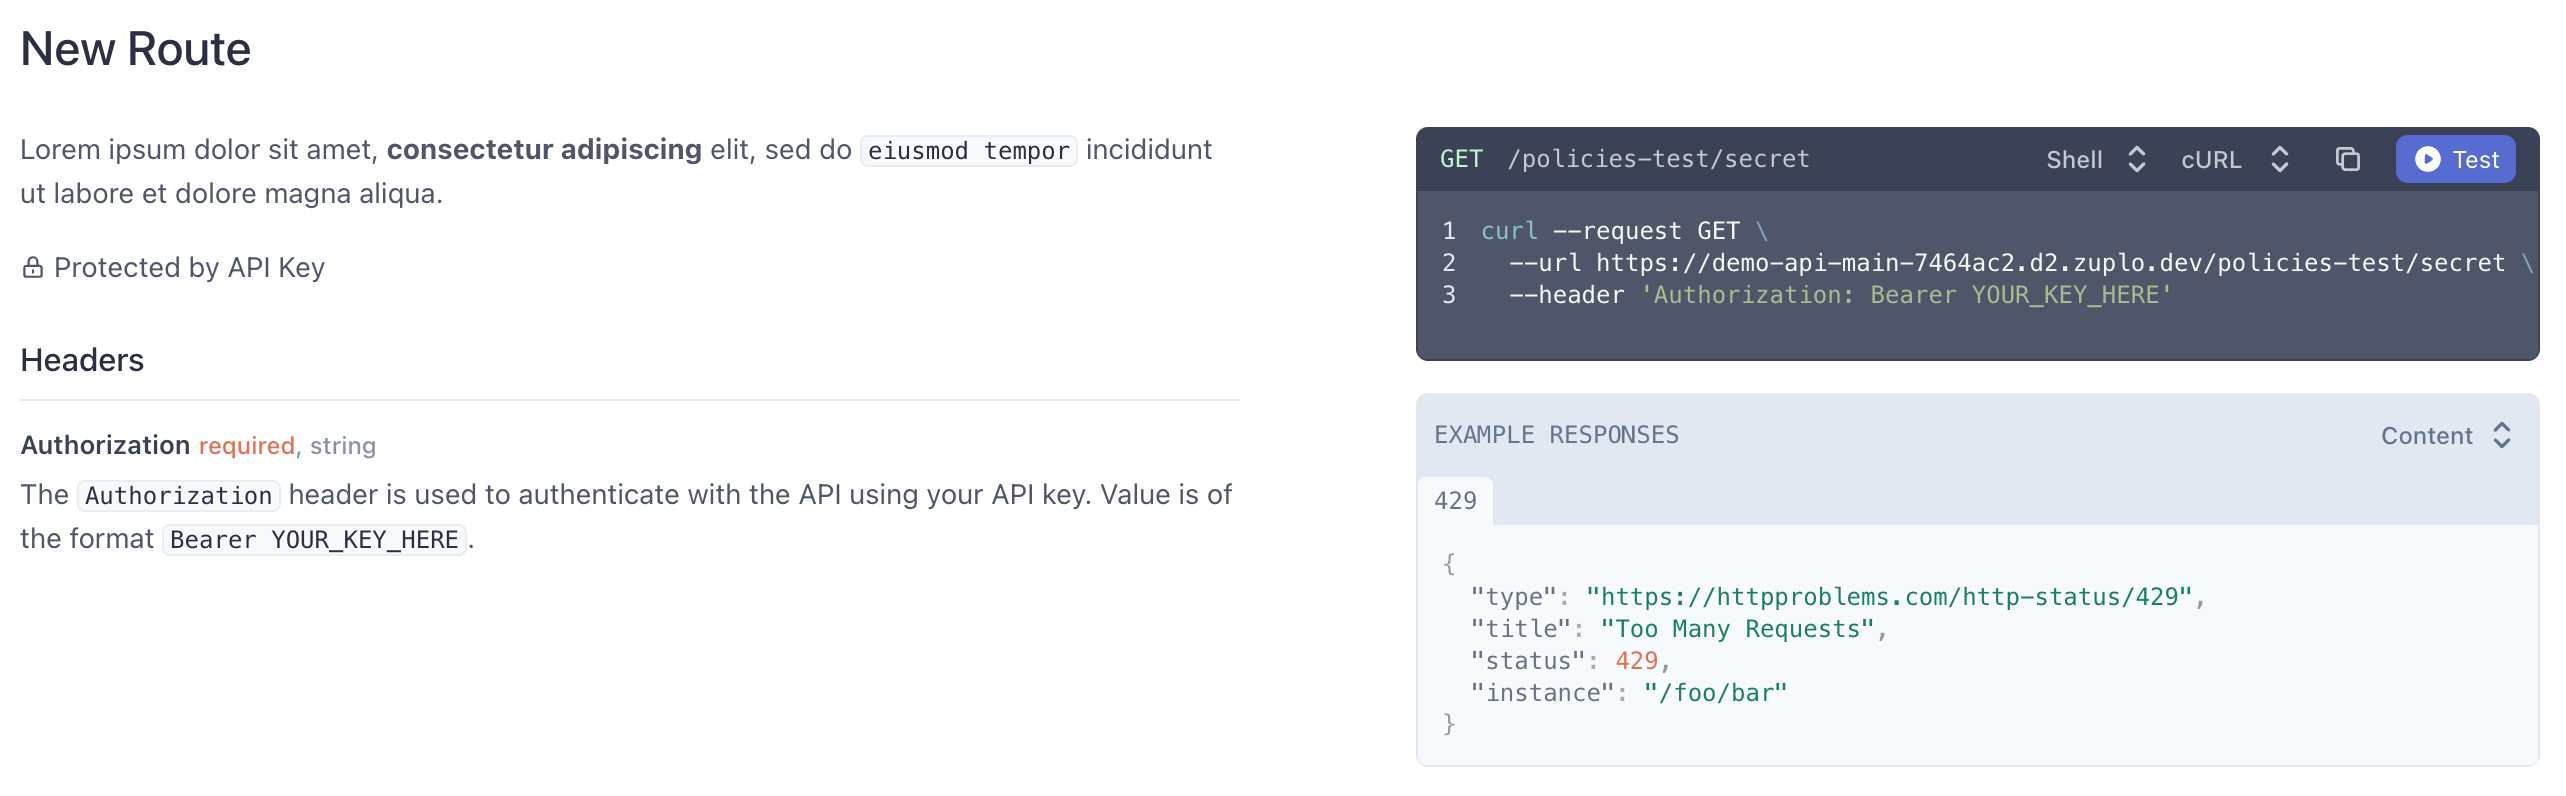 New Route
Lorem ipsum dolor sit amet, consectetur adipiscing elit, sed do eiusmod tempor incididunt
ut labore et dolore magna aliqua.
Protected by API Key
Headers
Authorization required, string
The Authorization header is used to authenticate with the API using your API key. Value is of
the format Bearer YOUR_KEY_HERE.
GET /policies-test/secret Shell cURL Test
1 curl --request GET \
2   --url https://demo-api-main-7464ac2.d2.zuplo.dev/policies-test/secret \
3   --header 'Authorization: Bearer YOUR_KEY_HERE'
EXAMPLE RESPONSES Content
429
{
  "type": "https://httpproblems.com/http-status/429",
  "title": "Too Many Requests",
  "status": 429,
  "instance": "/foo/bar"
}